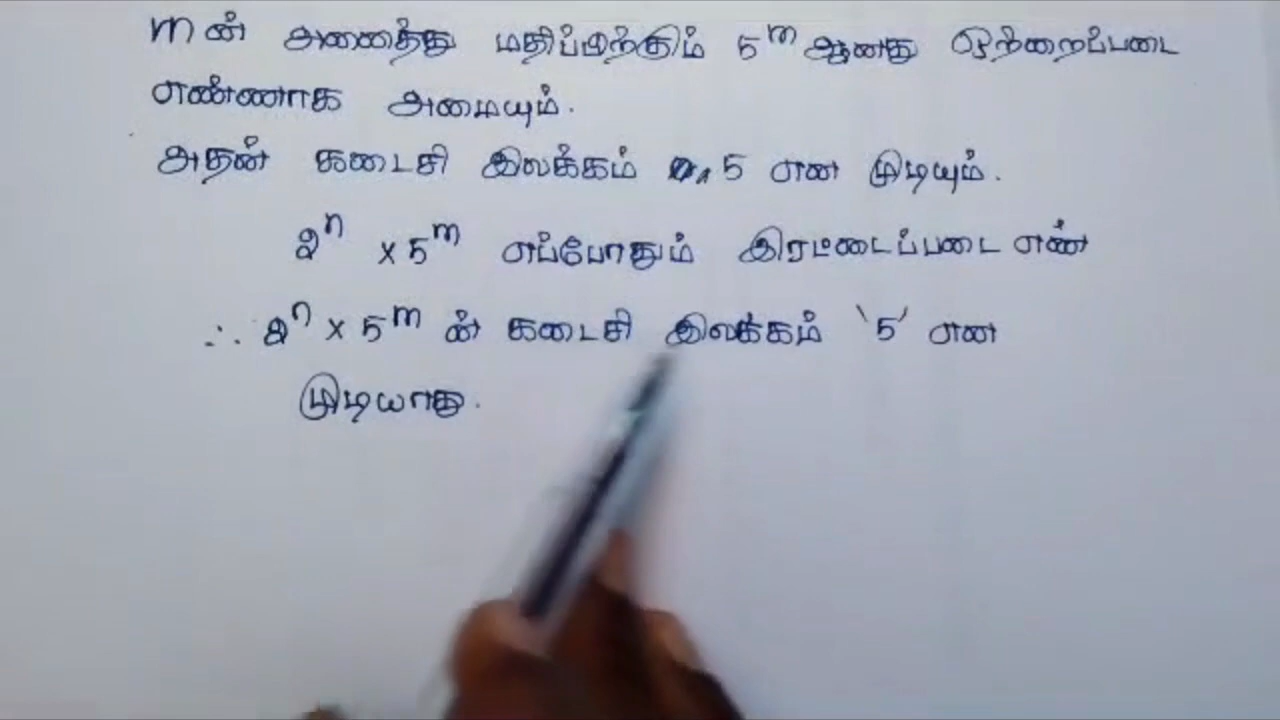 m ன் அனைத்து மதிப்பிற்கும் 5^m ஆனது ஒற்றைப்படை
எண்ணாக அமையும்.
அதன் கடைசி இலக்கம் 5 என முடியும்.
2^n × 5^m எப்போதும் இரட்டைப்படை எண்
∴ 2^n × 5^m ன் கடைசி இலக்கம் '5' என
முடியாது.